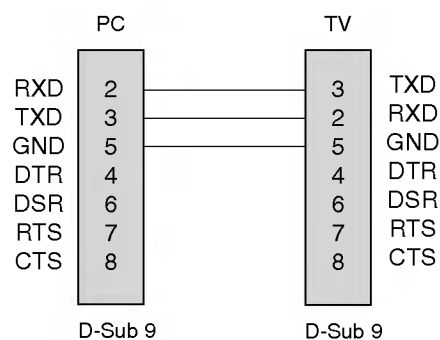 PC TV
RXD 2 3 TXD
TXD 3 2 RXD
GND 5 5 GND
DTR 4 4 DTR
DSR 6 6 DSR
RTS 7 7 RTS
CTS 8 8 CTS
D-Sub 9 D-Sub 9